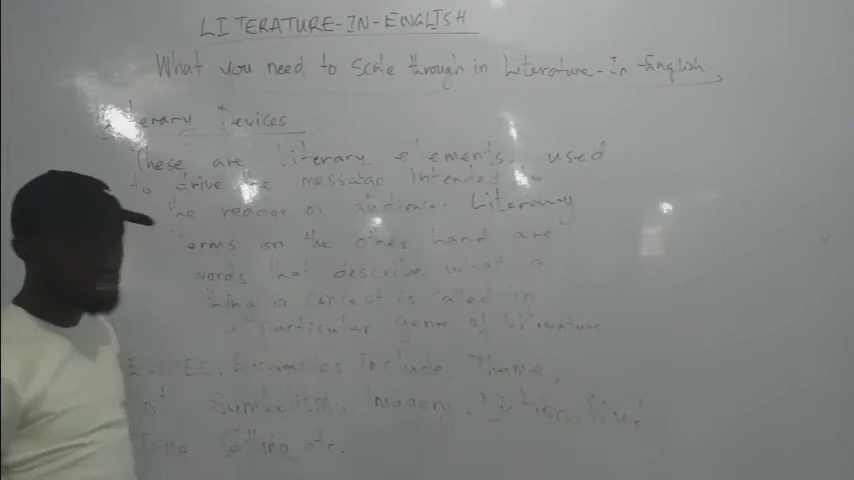 LITERATURE-IN-ENGLISH
What you need to Scale through in Literature-In-English,
Literary Devices
These are literary elements used
to drive the message intended to
the reader or audience. Literary
terms on the other hand are
words that describe what a
thing or concept is called in
a particular genre of Literature
Examples include Theme,
Symbolism, Imagery, Diction,
Tone Setting etc.